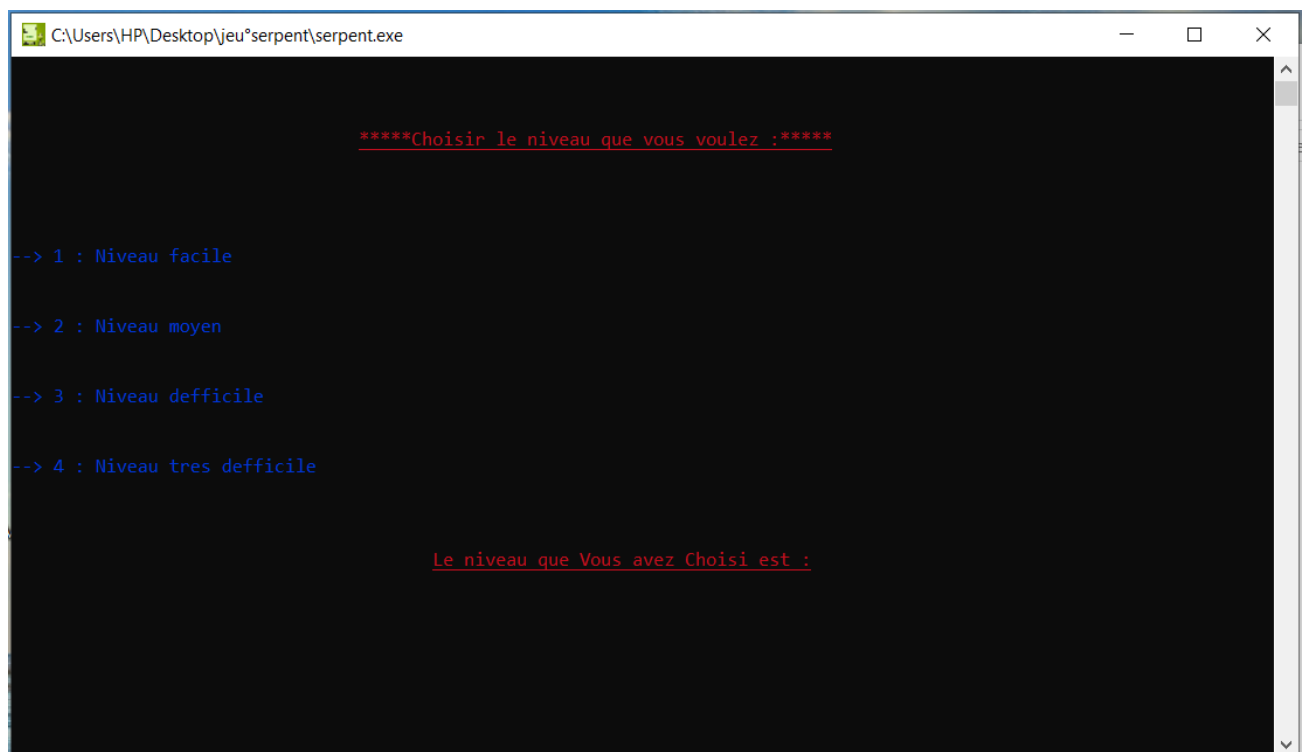 C:\Users\HP\Desktop\jeu°serpent\serpent.exe
*****Choisir le niveau que vous voulez :*****
--> 1 : Niveau facile
--> 2 : Niveau moyen
--> 3 : Niveau defficile
--> 4 : Niveau tres defficile
Le niveau que Vous avez Choisi est :